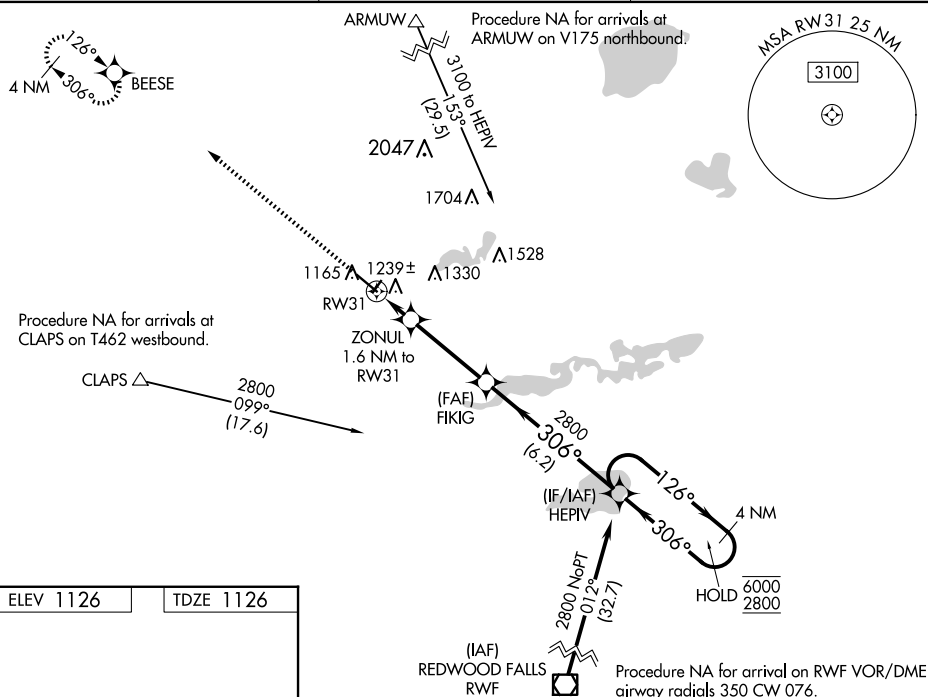 ARMUW
Procedure NA for arrivals at
ARMUW on V175 northbound.
MSA RW31 25 NM
3100
126°
306°
4 NM
BEESE
3100 to HEPIV
153°
(29.5)
2047
1704
1528
1165
1239±
1330
RW31
ZONUL
1.6 NM to
RW31
Procedure NA for arrivals at
CLAPS on T462 westbound.
CLAPS
2800
099°
(17.6)
(FAF)
FIKIG
2800
306°
(6.2)
(IF/IAF)
HEPIV
126°
306°
4 NM
HOLD
6000
2800
2800 NoPT
012°
(32.7)
ELEV 1126
TDZE 1126
(IAF)
REDWOOD FALLS
RWF
Procedure NA for arrival on RWF VOR/DME
airway radials 350 CW 076.